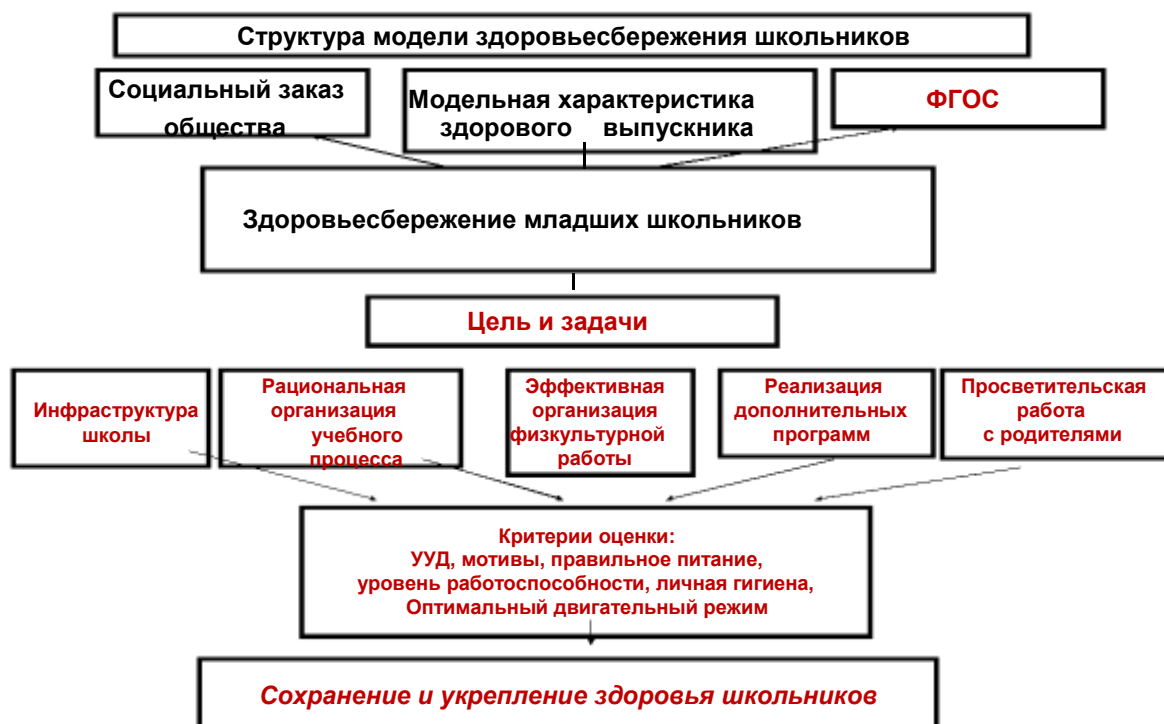 Структура модели здоровьесбережения школьников
Социальный заказ
общества
Модельная характеристика
здорового выпускника
ФГОС
Здоровьесбережение младших школьников
Цель и задачи
Инфраструктура
школы
Рациональная
организация
учебного
процесса
Эффективная
организация
физкультурной
работы
Реализация
дополнительных
программ
Просветительская
работа
с родителями
Критерии оценки:
УУД, мотивы, правильное питание,
уровень работоспособности, личная гигиена,
Оптимальный двигательный режим
Сохранение и укрепление здоровья школьников